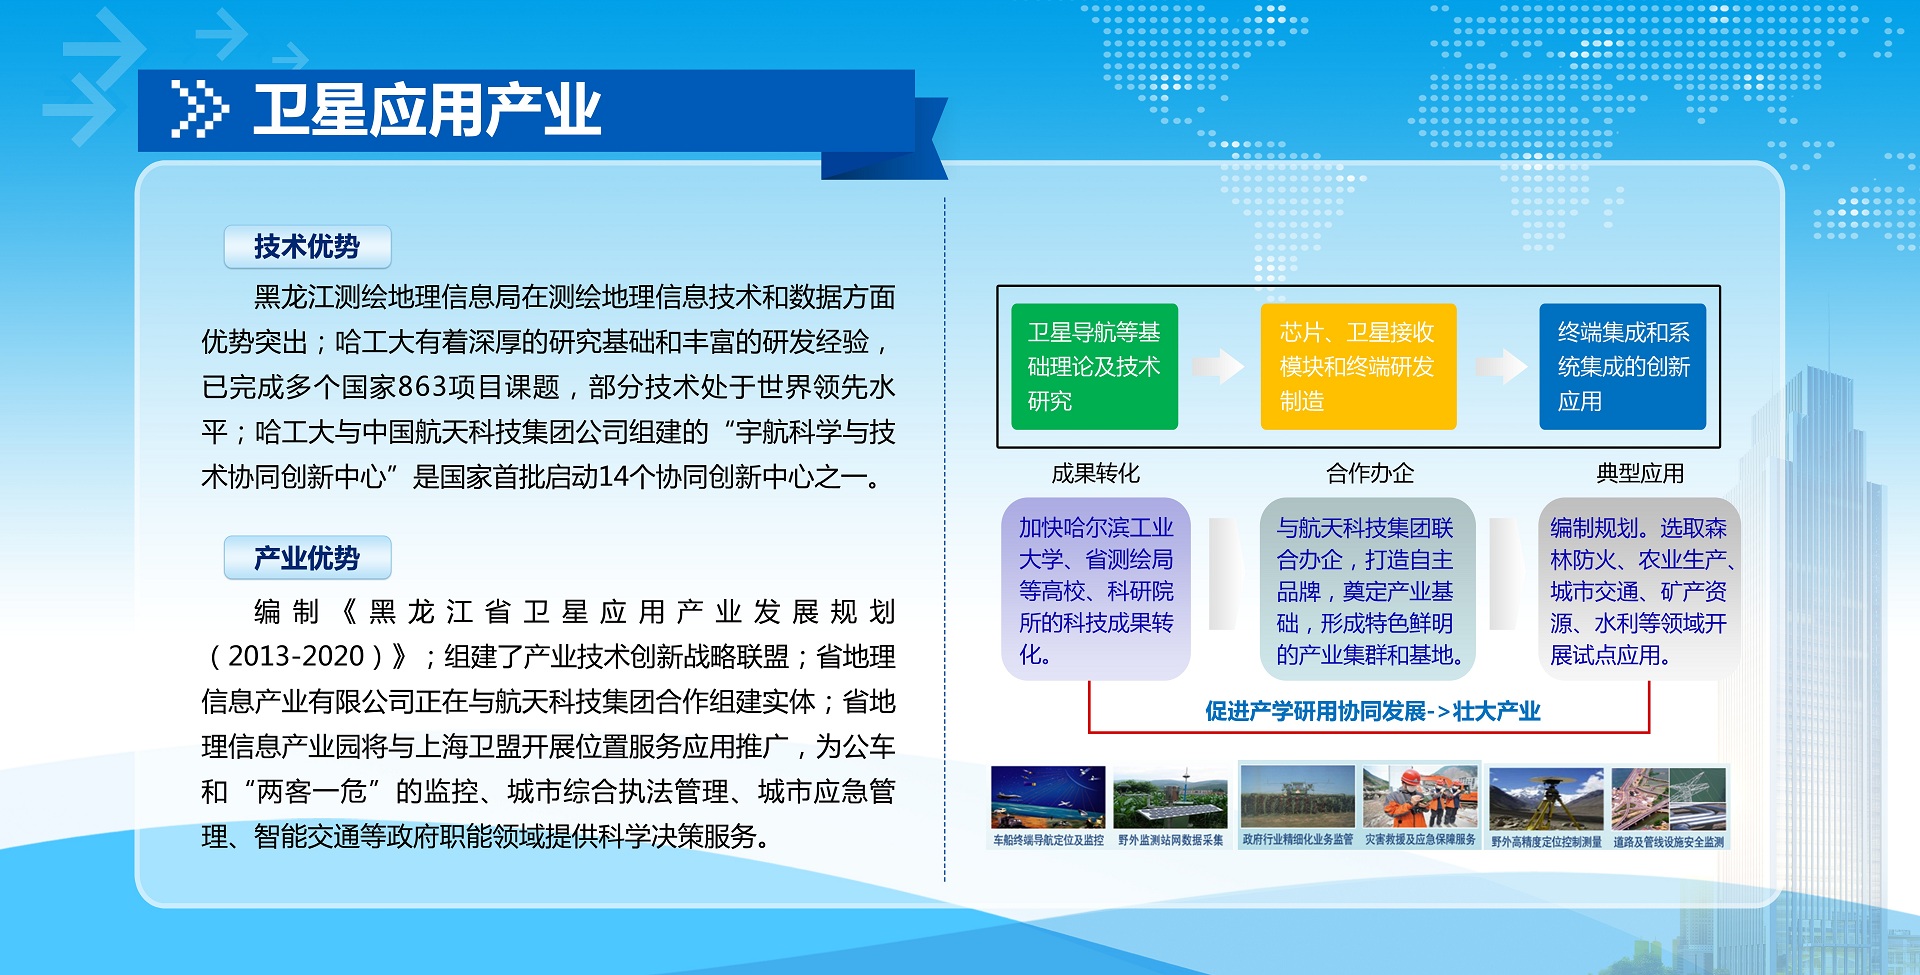 卫星应用产业
技术优势
黑龙江测绘地理信息局在测绘地理信息技术和数据方面
优势突出；哈工大有着深厚的研究基础和丰富的研发经验，
已完成多个国家863项目课题，部分技术处于世界领先水
平；哈工大与中国航天科技集团公司组建的“宇航科学与技
术协同创新中心”是国家首批启动14个协同创新中心之一。
产业优势
编制《黑龙江省卫星应用产业发展规划
（2013-2020）》；组建了产业技术创新战略联盟；省地理
信息产业有限公司正在与航天科技集团合作组建实体；省地
理信息产业园将与上海卫盟开展位置服务应用推广，为公车
和“两客一危”的监控、城市综合执法管理、城市应急管
理、智能交通等政府职能领域提供科学决策服务。
卫星导航等基
础理论及技术
研究
芯片、卫星接收
模块和终端研发
制造
终端集成和系
统集成的创新
应用
成果转化
合作办企
典型应用
加快哈尔滨工业
大学、省测绘局
等高校、科研院
所的科技成果转
化。
与航天科技集团联
合办企，打造自主
品牌，奠定产业基
础，形成特色鲜明
的产业集群和基地。
编制规划。选取森
林防火、农业生产、
城市交通、矿产资
源、水利等领域开
展试点应用。
促进产学研用协同发展->壮大产业
车船终端导航定位及监控
野外监测站网数据采集
政府行业精细化业务监管
灾害救援及应急保障服务
野外高精度定位控制测量
道路及管线设施安全监测